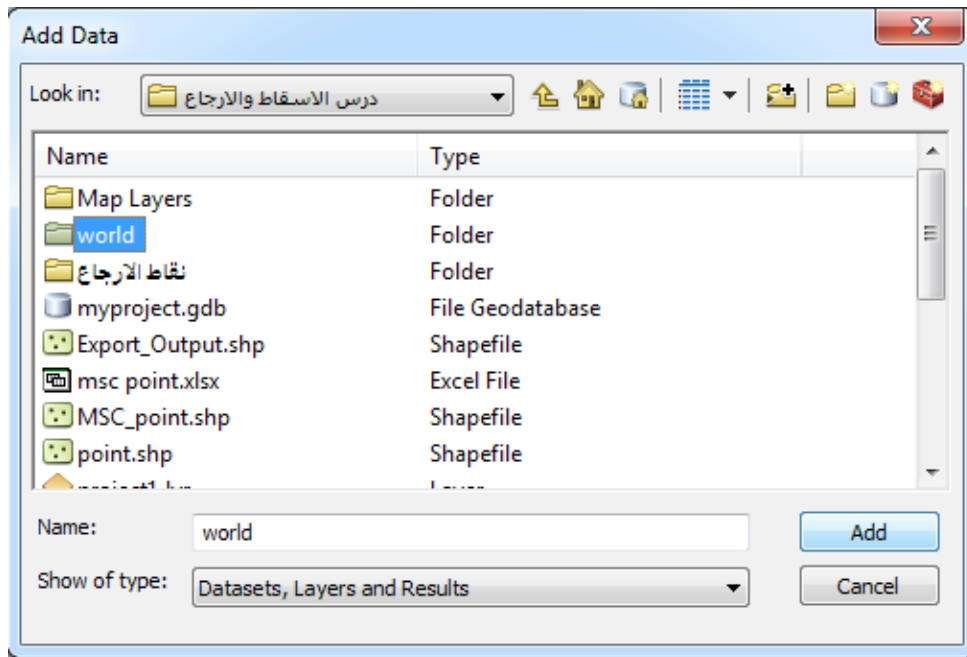 Add Data
Look in: درس الاسقاط والارجاع
Name Type
Map Layers Folder
world Folder
نقاط الارجاع Folder
myproject.gdb File Geodatabase
Export_Output.shp Shapefile
msc point.xlsx Excel File
MSC_point.shp Shapefile
point.shp Shapefile
Name: world Add
Show of type: Datasets, Layers and Results Cancel